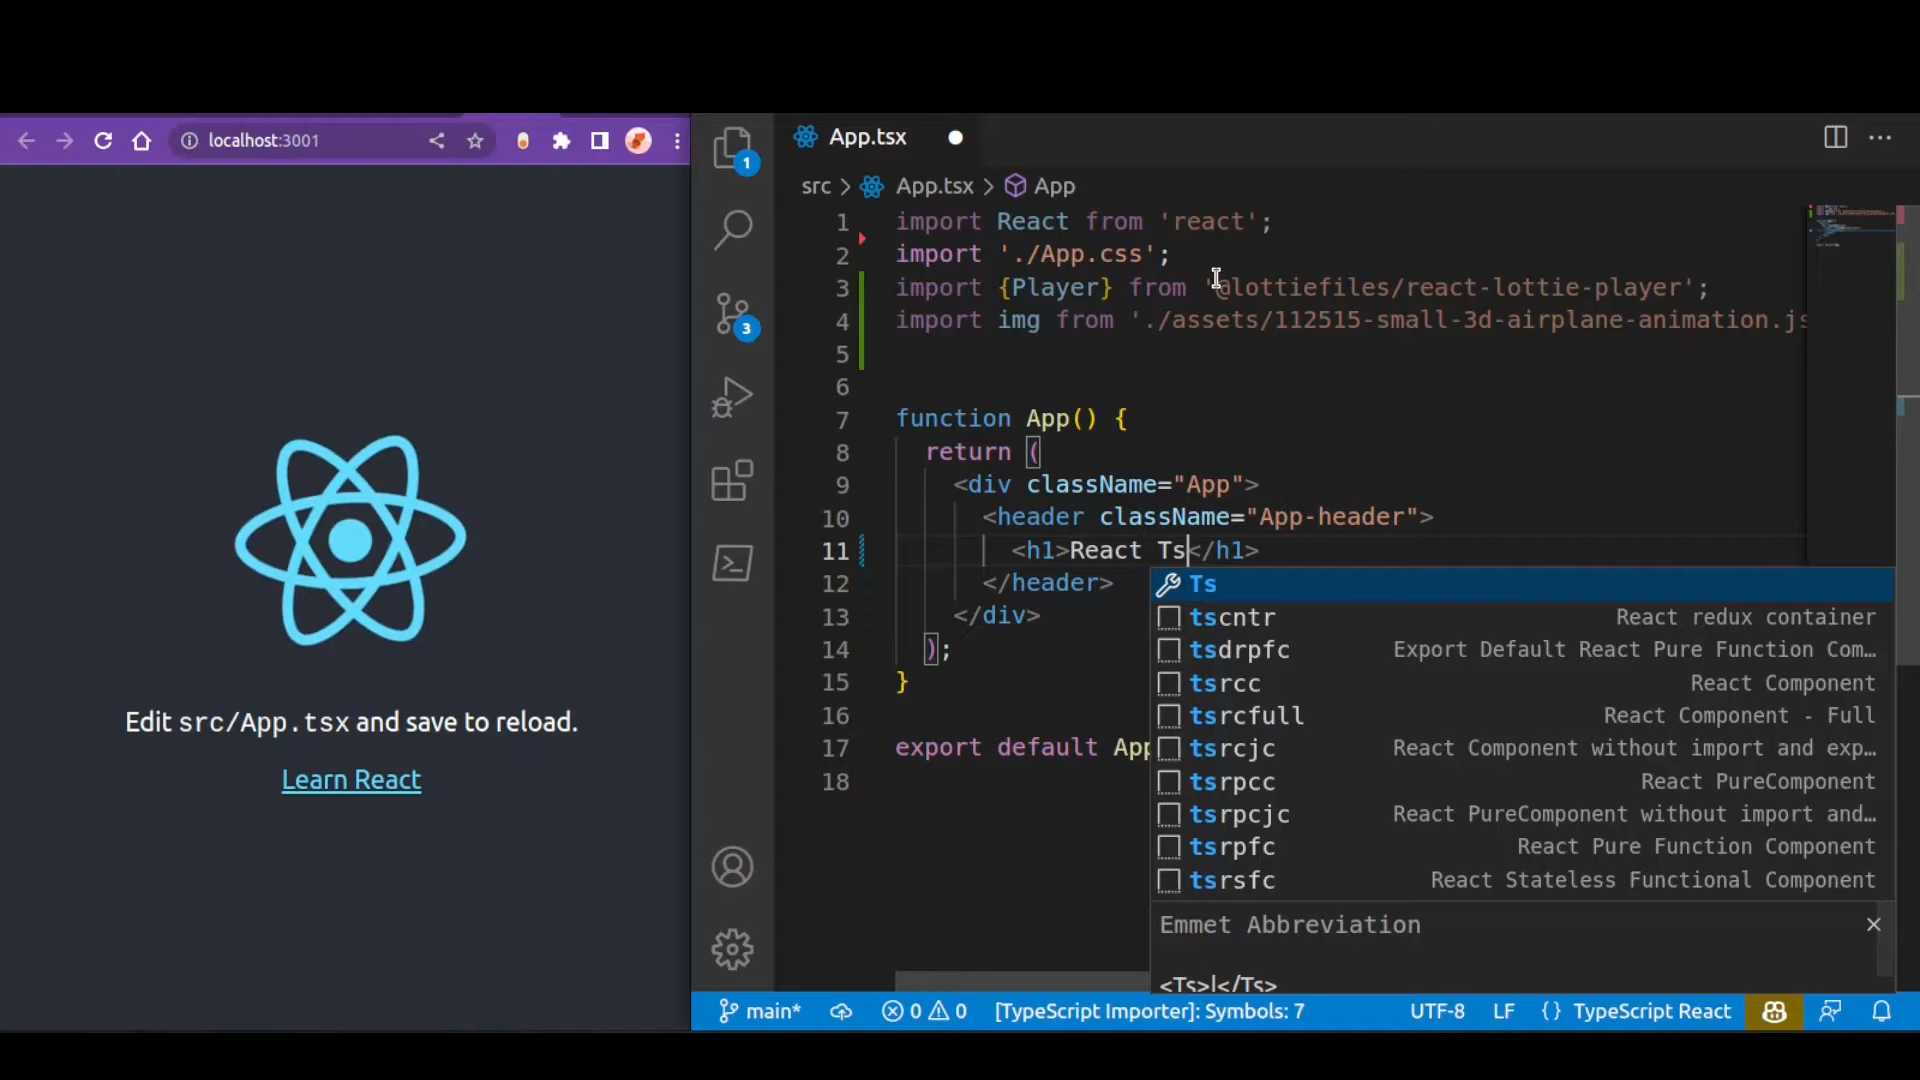 localhost:3001
Edit src/App.tsx and save to reload.
Learn React
1
3
App.tsx
src > App.tsx > App
1 import React from 'react';
2 import './App.css';
3 import {Player} from '@lottiefiles/react-lottie-player';
4 import img from './assets/112515-small-3d-airplane-animation.js
5
6
7 function App() {
8 return (
9 <div className="App">
10 <header className="App-header">
11 <h1>React Ts</h1>
12 </header>
13 </div>
14 );
15 }
16
17 export default App
18
Ts
tscntr React redux container
tsdrpfc Export Default React Pure Function Com…
tsrcc React Component
tsrcfull React Component - Full
tsrcjc React Component without import and exp…
tsrpcc React PureComponent
tsrpcjc React PureComponent without import and…
tsrpfc React Pure Function Component
tsrsfc React Stateless Functional Component
Emmet Abbreviation
<Ts>|</Ts>
main* 0 0 [TypeScript Importer]: Symbols: 7 UTF-8 LF {} TypeScript React